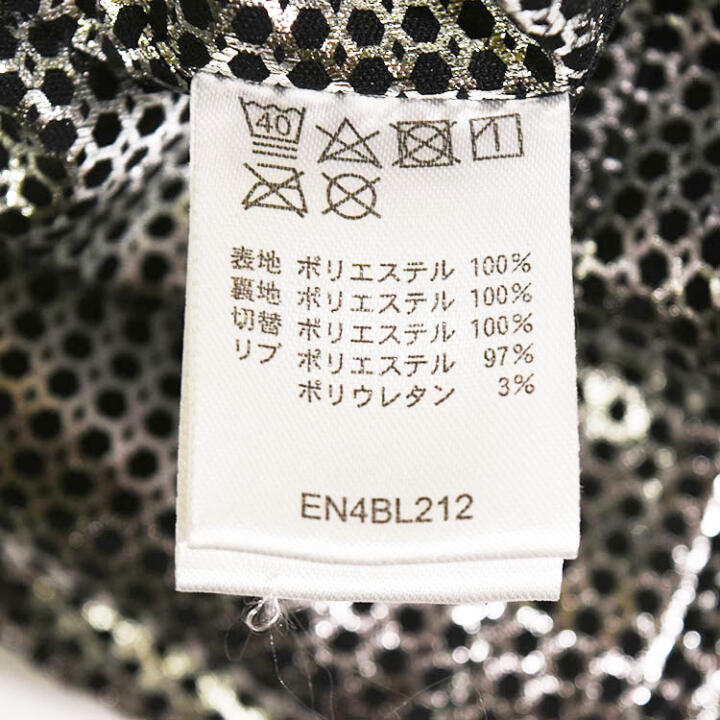 40
表地 ポリエステル 100%
裏地 ポリエステル 100%
切替 ポリエステル 100%
リブ ポリエステル 97%
ポリウレタン 3%
EN4BL212